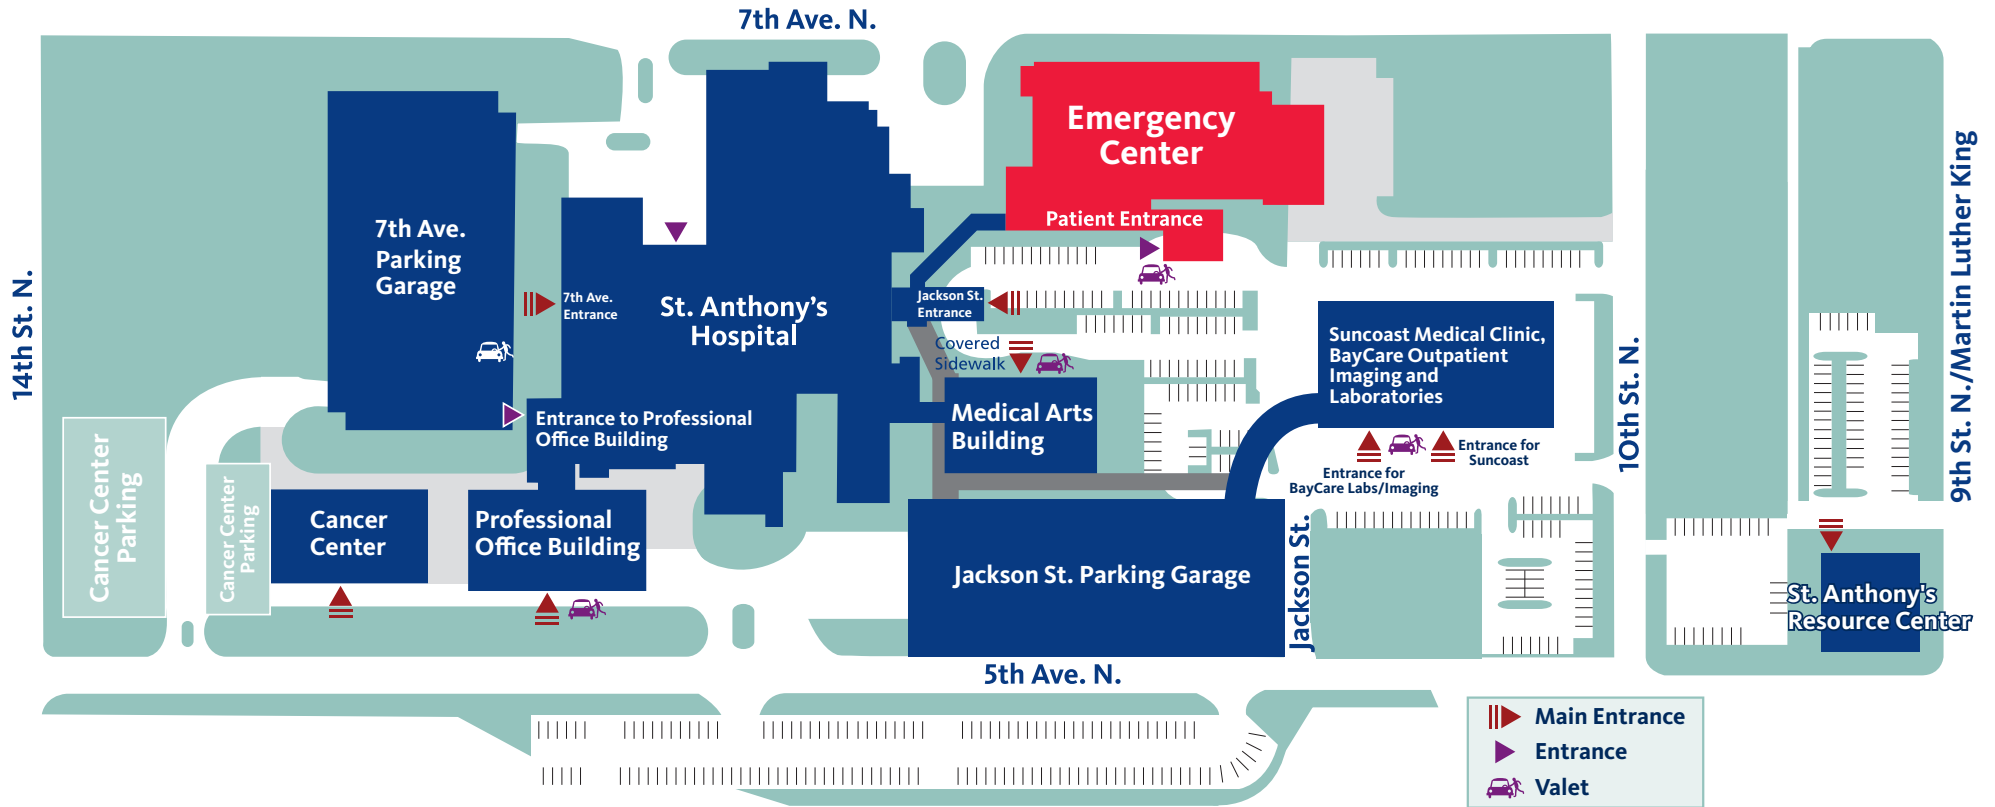 7th Ave. N.
14th St. N.
7th Ave.
Parking
Garage
7th Ave.
Entrance
St. Anthony's
Hospital
Entrance to Professional
Office Building
Emergency
Center
Patient Entrance
Jackson St.
Entrance
Covered
Sidewalk
Medical Arts
Building
Suncoast Medical Clinic,
BayCare Outpatient
Imaging and
Laboratories
Entrance for
Suncoast
Entrance for
BayCare Labs/Imaging
10th St. N.
9th St. N./Martin Luther King
Cancer Center
Parking
Cancer Center
Parking
Cancer
Center
Professional
Office Building
Jackson St. Parking Garage
Jackson St.
St. Anthony's
Resource Center
5th Ave. N.
Main Entrance
Entrance
Valet